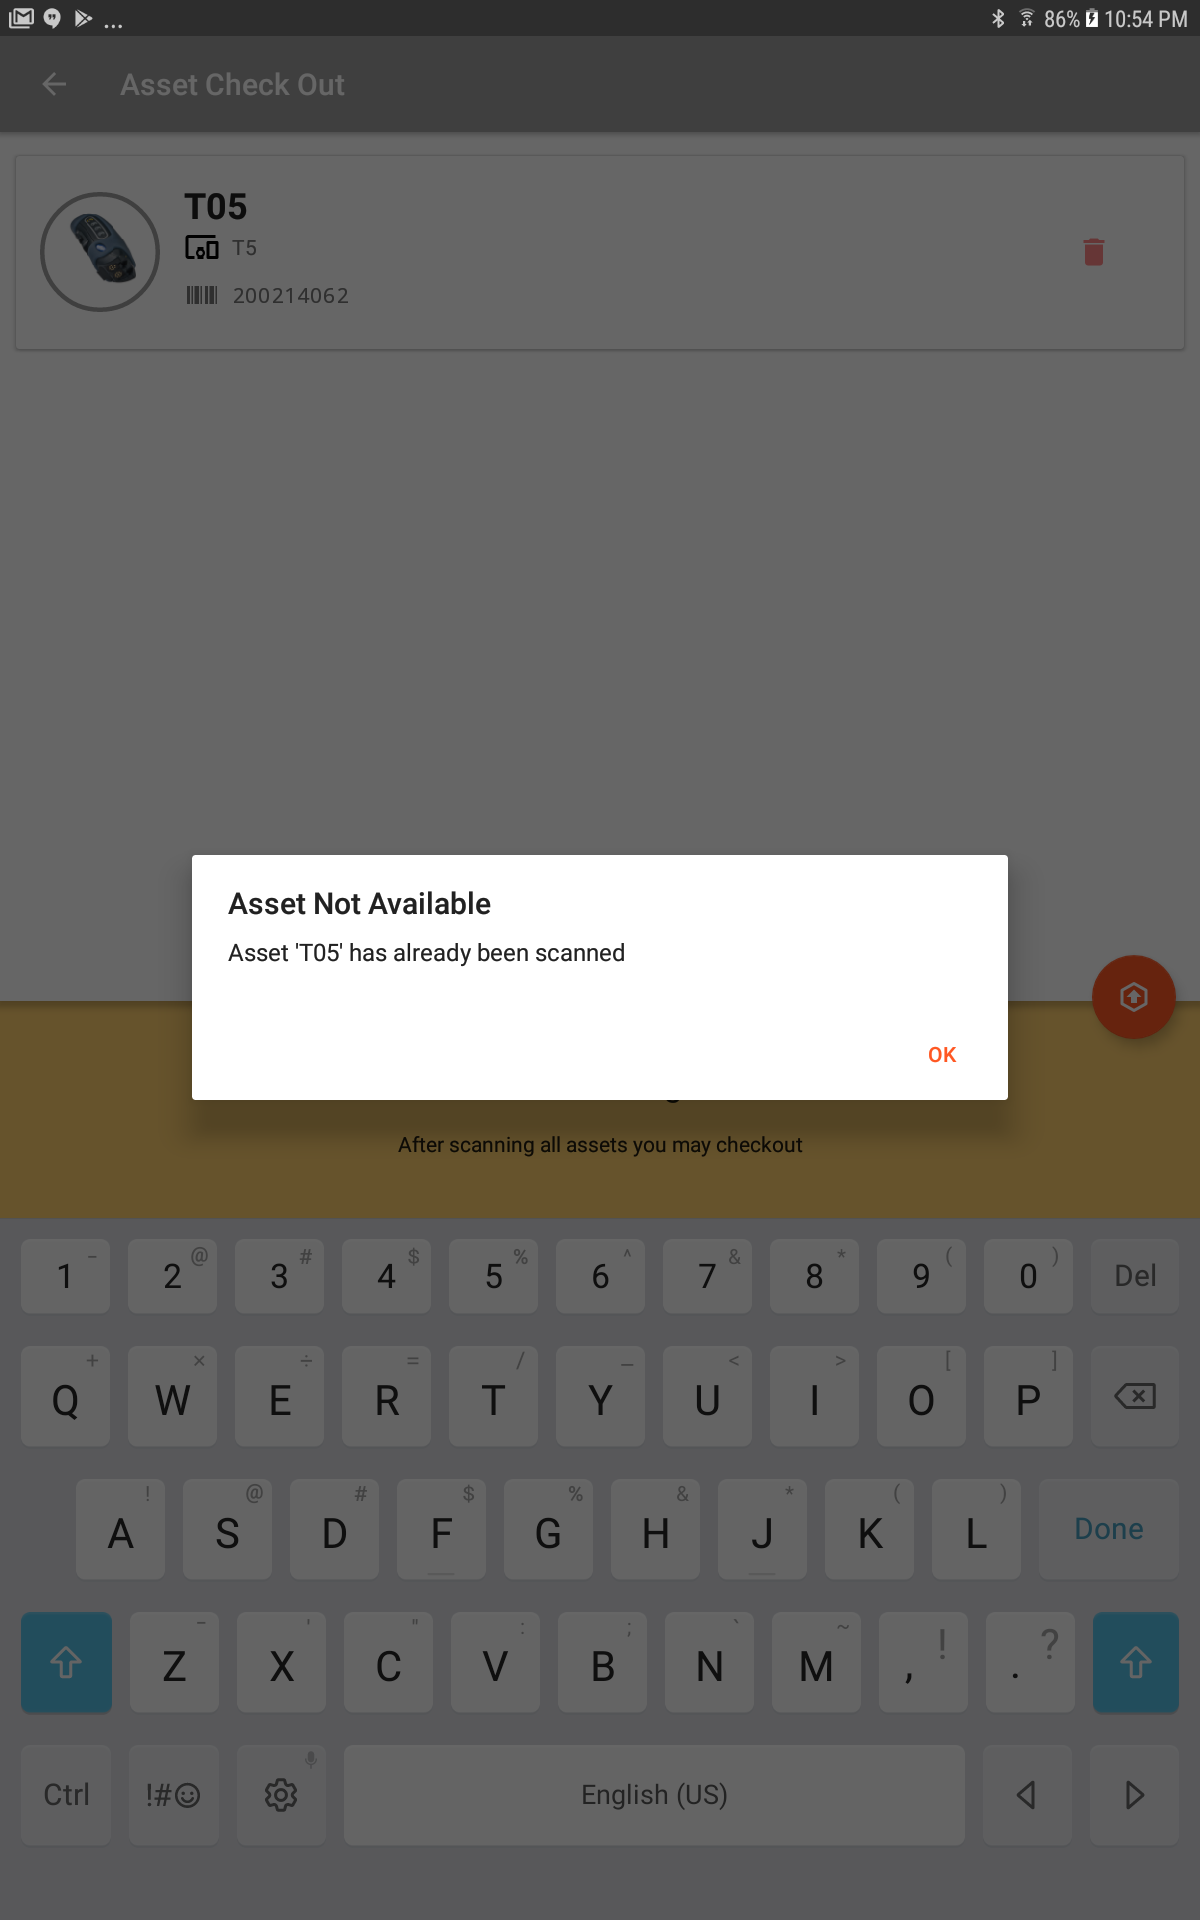 ... 86% 10:54 PM
Asset Check Out
T05
T5
200214062
Asset Not Available
Asset 'T05' has already been scanned
OK
After scanning all assets you may checkout
1 - 2 @ 3 # 4 $ 5 % 6 ^ 7 & 8 * 9 ( 0 ) Del
Q + W × E ÷ R = T / Y _ U < I > O [ P ]
A ! S @ D # F $ G % H & J * K ( L ) Done
Z - X ' C " V : B ; N ` M ~ , ! . ?
Ctrl !#☺ English (US)